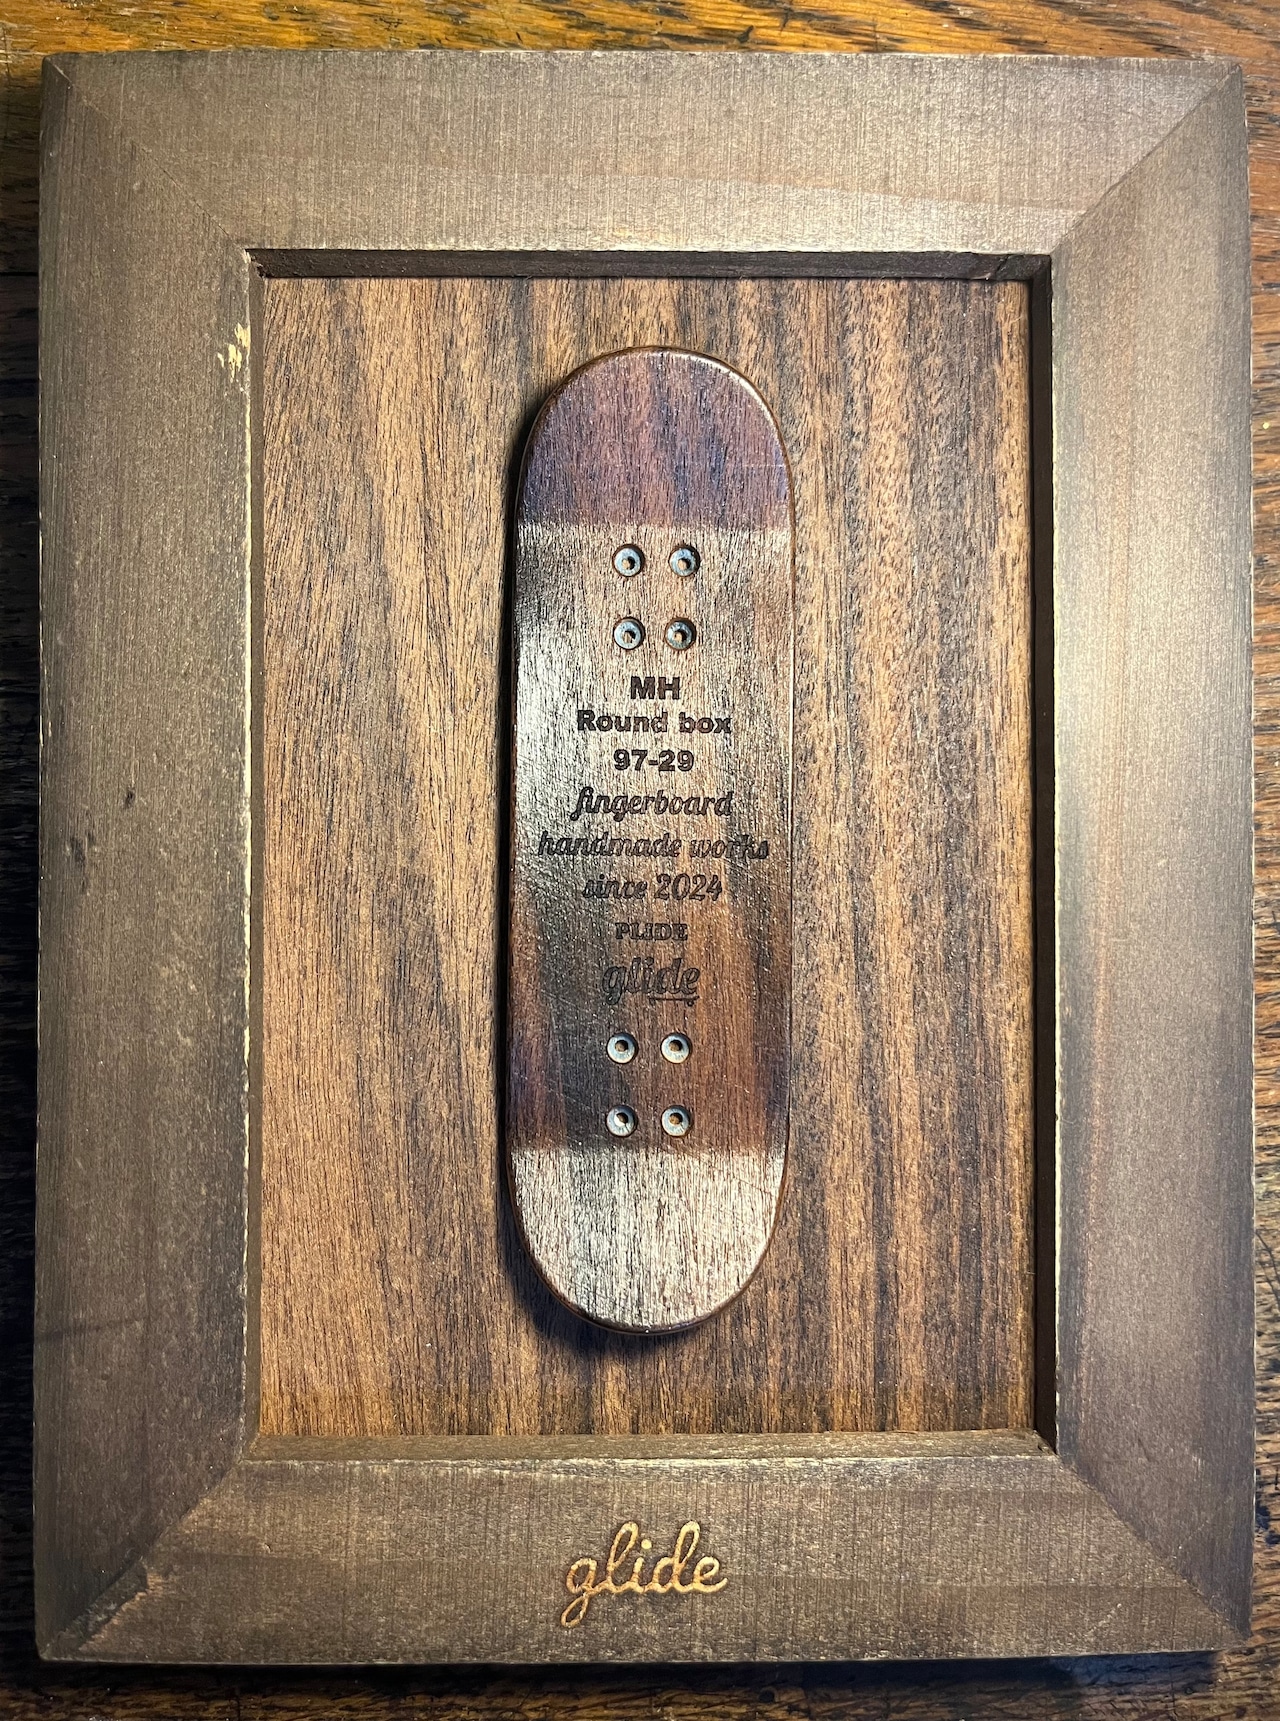 MH
Round box
97-29
fingerboard
handmade works
since 2024
PLIDE
glide
glide